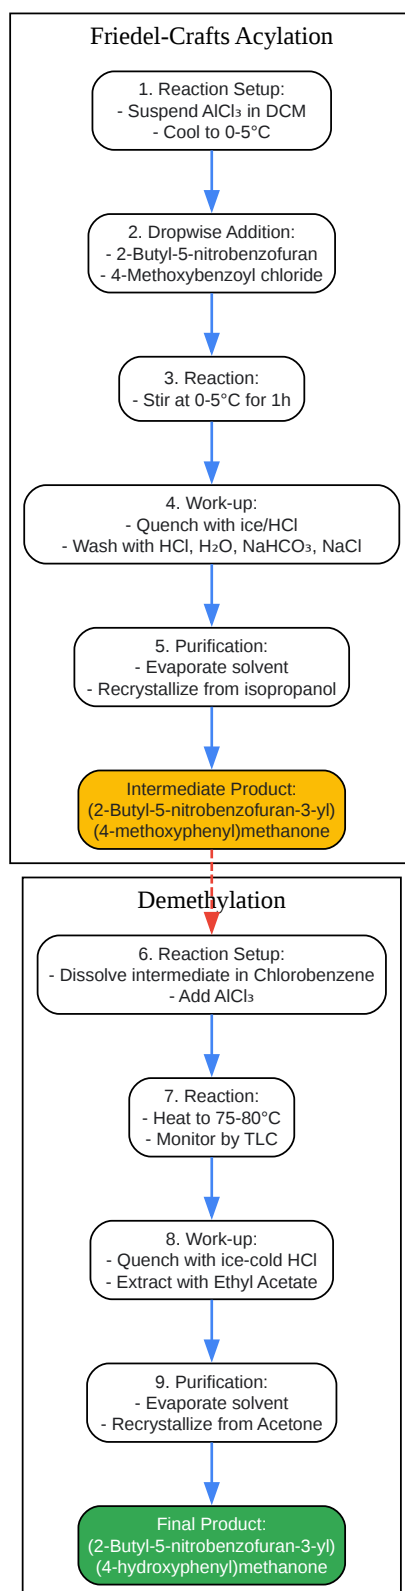 Friedel-Crafts Acylation
1. Reaction Setup:
- Suspend AlCl₃ in DCM
- Cool to 0-5°C
2. Dropwise Addition:
- 2-Butyl-5-nitrobenzofuran
- 4-Methoxybenzoyl chloride
3. Reaction:
- Stir at 0-5°C for 1h
4. Work-up:
- Quench with ice/HCl
- Wash with HCl, H₂O, NaHCO₃, NaCl
5. Purification:
- Evaporate solvent
- Recrystallize from isopropanol
Intermediate Product:
(2-Butyl-5-nitrobenzofuran-3-yl)
(4-methoxyphenyl)methanone
Demethylation
6. Reaction Setup:
- Dissolve intermediate in Chlorobenzene
- Add AlCl₃
7. Reaction:
- Heat to 75-80°C
- Monitor by TLC
8. Work-up:
- Quench with ice-cold HCl
- Extract with Ethyl Acetate
9. Purification:
- Evaporate solvent
- Recrystallize from Acetone
Final Product:
(2-Butyl-5-nitrobenzofuran-3-yl)
(4-hydroxyphenyl)methanone